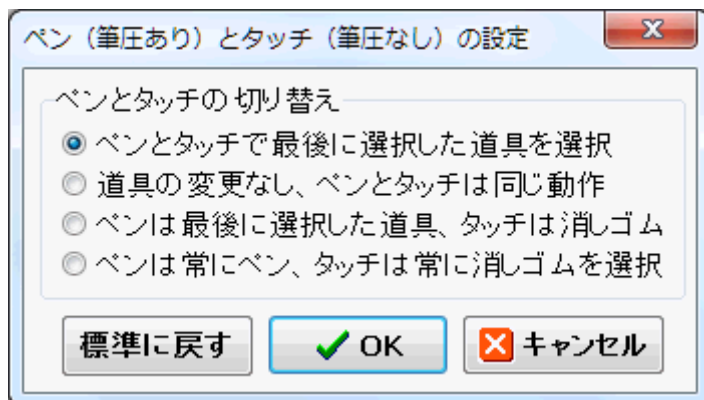 ペン（筆圧あり）とタッチ（筆圧なし）の設定
ペンとタッチの切り替え
ペンとタッチで最後に選択した道具を選択
道具の変更なし、ペンとタッチは同じ動作
ペンは最後に選択した道具、タッチは消しゴム
ペンは常にペン、タッチは常に消しゴムを選択
標準に戻す OK キャンセル